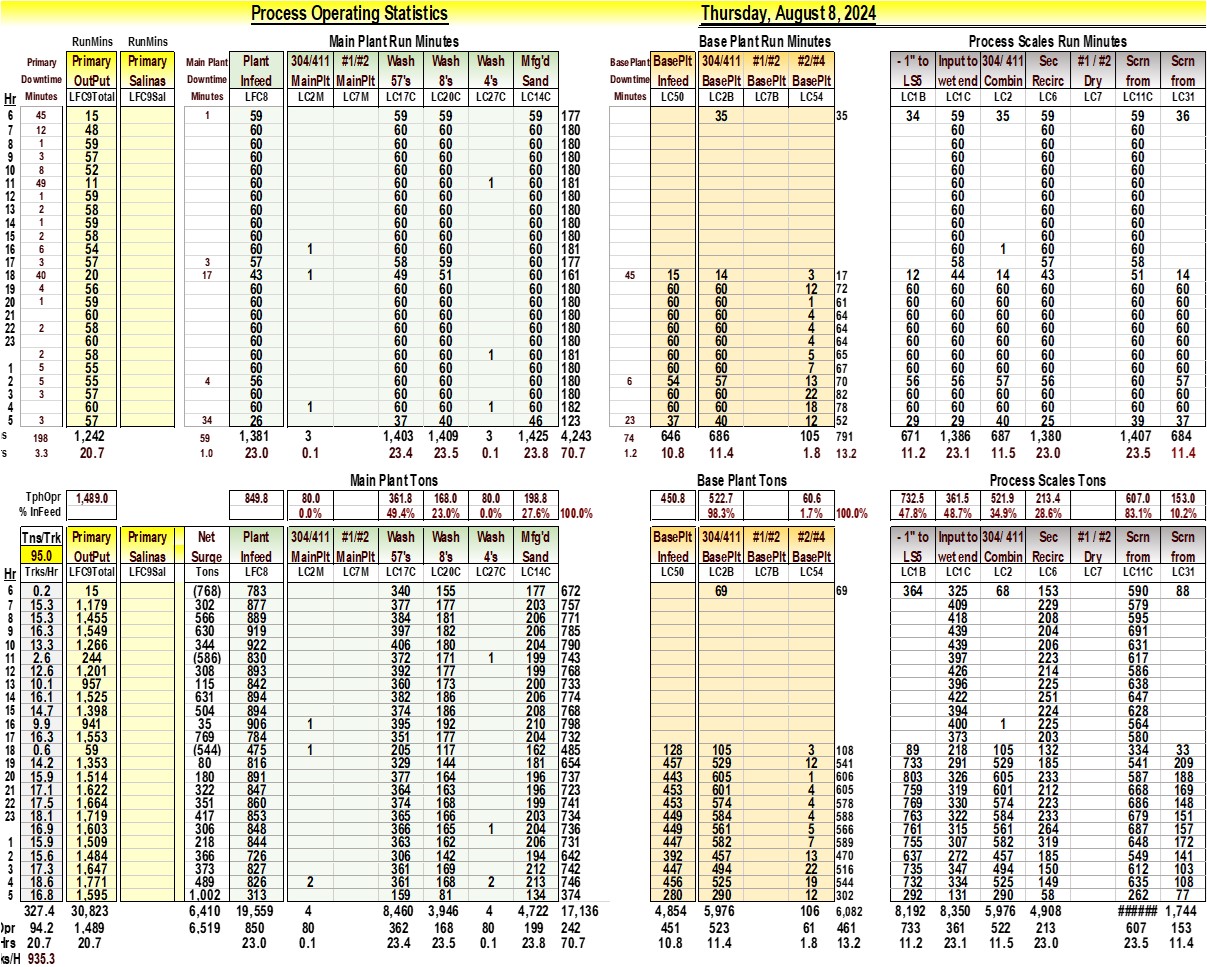 Process Operating Statistics Thursday, August 8, 2024
RunMins RunMins Main Plant Run Minutes Base Plant Run Minutes Process Scales Run Minutes
Primary Primary Primary Main Plant Plant 304/411 #1/#2 Wash Wash Wash Mfg'd BasePlant BasePlt 304/411 #1/#2 #2/#4 - 1" to Input to 304/ 411 Sec #1 / #2 Scrn Scrn
Downtime OutPut Salinas Downtime Infeed MainPlt MainPlt 57's 8's 4's Sand Downtime Infeed BasePlt BasePlt BasePlt LS5 wet end Combin Recirc Dry from from
Hr Minutes LFC9Total LFC9Sal Minutes LFC8 LC2M LC7M LC17C LC20C LC27C LC14C Minutes LC50 LC2B LC7B LC54 LC1B LC1C LC2 LC6 LC7 LC11C LC31
6 45 15 1 59 59 59 59 177 35 35 34 59 35 59 59 36
7 12 48 60 60 60 60 180 60 60 60
8 1 59 60 60 60 60 180 60 60 60
9 3 57 60 60 60 60 180 60 60 60
10 8 52 60 60 60 60 180 60 60 60
11 49 11 60 60 60 1 60 181 60 60 60
12 1 59 60 60 60 60 180 60 60 60
13 2 58 60 60 60 60 180 60 60 60
14 1 59 60 60 60 60 180 60 60 60
15 2 58 60 60 60 60 180 60 60 60
16 6 54 60 1 60 60 60 181 60 1 60 60
17 3 57 3 57 58 59 60 177 58 57 58
18 40 20 17 43 1 49 51 60 161 45 15 14 3 17 12 44 14 43 51 14
19 4 56 60 60 60 60 180 60 60 12 72 60 60 60 60 60 60
20 1 59 60 60 60 60 180 60 60 1 61 60 60 60 60 60 60
21 60 60 60 60 60 180 60 60 4 64 60 60 60 60 60 60
22 2 58 60 60 60 60 180 60 60 4 64 60 60 60 60 60 60
23 60 60 60 60 60 180 60 60 4 64 60 60 60 60 60 60
2 58 60 60 60 1 60 181 60 60 5 65 60 60 60 60 60 60
1 5 55 60 60 60 60 180 60 60 7 67 60 60 60 60 60 60
2 5 55 4 56 60 60 60 180 6 54 57 13 70 56 56 57 56 60 57
3 3 57 60 60 60 60 180 60 60 22 82 60 60 60 60 60 60
4 60 60 1 60 60 1 60 182 60 60 18 78 60 60 60 60 60 60
5 3 57 34 26 37 40 46 123 23 37 40 12 52 29 29 40 25 39 37
s 198 1,242 59 1,381 3 1,403 1,409 3 1,425 4,243 74 646 686 105 791 671 1,386 687 1,380 1,407 684
's 3.3 20.7 1.0 23.0 0.1 23.4 23.5 0.1 23.8 70.7 1.2 10.8 11.4 1.8 13.2 11.2 23.1 11.5 23.0 23.5 11.4
Main Plant Tons Base Plant Tons Process Scales Tons
TphOpr 1,489.0 849.8 80.0 361.8 168.0 80.0 198.8 450.8 522.7 60.6 732.5 361.5 521.9 213.4 607.0 153.0
% InFeed 0.0% 49.4% 23.0% 0.0% 27.6% 100.0% 98.3% 1.7% 100.0% 47.8% 48.7% 34.9% 28.6% 83.1% 10.2%
Tns/Trk Primary Primary Net Plant 304/411 #1/#2 Wash Wash Wash Mfg'd BasePlt 304/411 #1/#2 #2/#4 - 1" to Input to 304/ 411 Sec #1 / #2 Scrn Scrn
95.0 OutPut Salinas Surge Infeed MainPlt MainPlt 57's 8's 4's Sand Infeed BasePlt BasePlt BasePlt LS5 wet end Combin Recirc Dry from from
Hr Trks/Hr LFC9Total LFC9Sal Tons LFC8 LC2M LC7M LC17C LC20C LC27C LC14C LC50 LC2B LC7B LC54 LC1B LC1C LC2 LC6 LC7 LC11C LC31
6 0.2 15 (768) 783 340 155 177 672 69 69 364 325 68 153 590 88
7 15.3 1,179 302 877 377 177 203 757 409 229 579
8 15.3 1,455 566 889 384 181 206 771 418 208 595
9 16.3 1,549 630 919 397 182 206 785 439 204 691
10 13.3 1,266 344 922 406 180 204 790 439 206 631
11 2.6 244 (586) 830 372 171 1 199 743 397 223 617
12 12.6 1,201 308 893 392 177 199 768 426 214 586
13 10.1 957 115 842 360 173 200 733 396 225 638
14 16.1 1,525 631 894 382 186 206 774 422 251 647
15 14.7 1,398 504 894 374 186 208 768 394 224 628
16 9.9 941 35 906 1 395 192 210 798 400 1 225 564
17 16.3 1,553 769 784 351 177 204 732 373 203 580
18 0.6 59 (544) 475 1 205 117 162 485 128 105 3 108 89 218 105 132 334 33
19 14.2 1,353 80 816 329 144 181 654 457 529 12 541 733 291 529 185 541 209
20 15.9 1,514 180 891 377 164 196 737 443 605 1 606 803 326 605 233 587 188
21 17.1 1,622 322 847 364 163 196 723 453 601 4 605 759 319 601 212 668 169
22 17.5 1,664 351 860 374 168 199 741 453 574 4 578 769 330 574 223 686 148
23 18.1 1,719 417 853 365 166 203 734 449 584 4 588 763 322 584 233 679 151
16.9 1,603 306 848 366 165 1 204 736 449 561 5 566 761 315 561 264 687 157
1 15.9 1,509 218 844 363 162 206 731 447 582 7 589 755 307 582 319 648 172
2 15.6 1,484 366 726 306 142 194 642 392 457 13 470 637 272 457 185 549 141
3 17.3 1,647 373 827 361 169 212 742 447 494 22 516 735 347 494 150 612 103
4 18.6 1,771 489 826 2 361 168 2 213 746 456 525 19 544 732 334 525 149 635 108
5 16.8 1,595 1,002 313 159 81 134 374 280 290 12 302 292 131 290 58 262 77
327.4 30,823 6,410 19,559 4 8,460 3,946 4 4,722 17,136 4,854 5,976 106 6,082 8,192 8,350 5,976 4,908 ###### 1,744
Opr 94.2 1,489 6,519 850 80 362 168 80 199 242 451 523 61 461 733 361 522 213 607 153
Hrs 20.7 20.7 23.0 0.1 23.4 23.5 0.1 23.8 70.7 10.8 11.4 1.8 13.2 11.2 23.1 11.5 23.0 23.5 11.4
ks/H 935.3